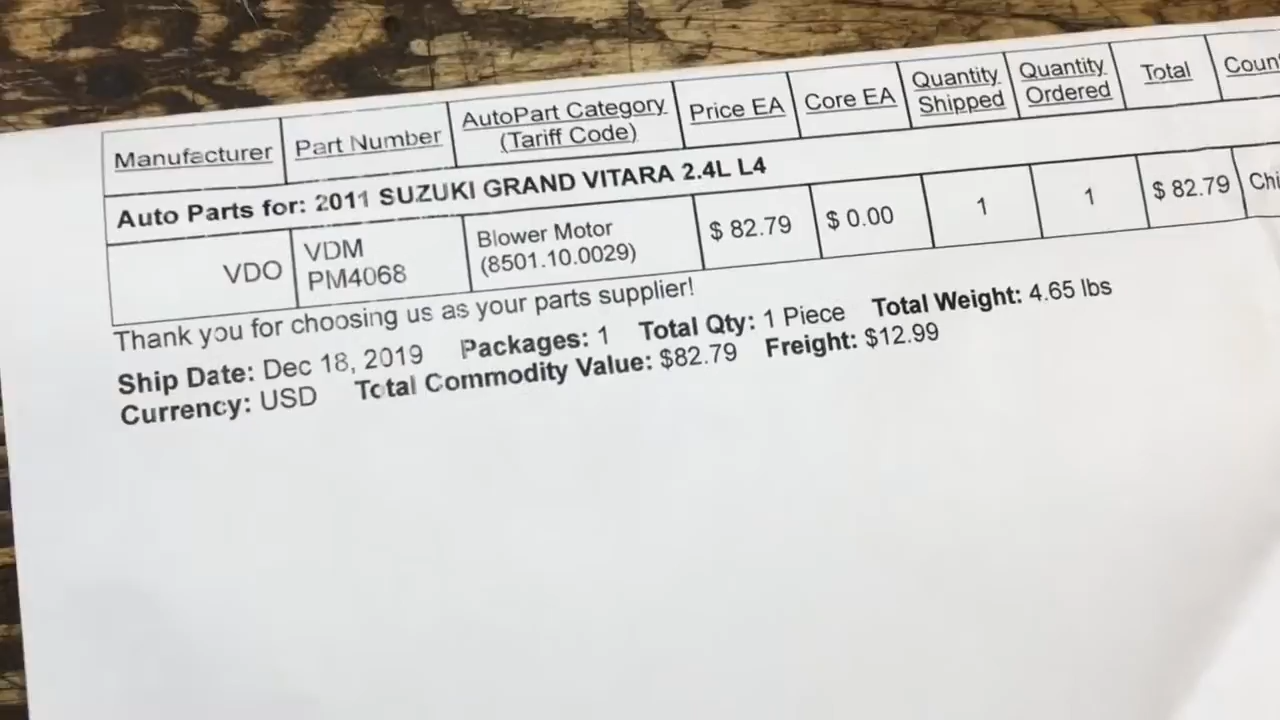 Manufacturer Part Number AutoPart Category (Tariff Code) Price EA Core EA Quantity Shipped Quantity Ordered Total
Auto Parts for: 2011 SUZUKI GRAND VITARA 2.4L L4
VDO VDM PM4068 Blower Motor (8501.10.0029) $ 82.79 $ 0.00 1 1 $ 82.79
Thank you for choosing us as your parts supplier!
Ship Date: Dec 18, 2019 Packages: 1 Total Qty: 1 Piece Total Weight: 4.65 lbs
Currency: USD Total Commodity Value: $82.79 Freight: $12.99